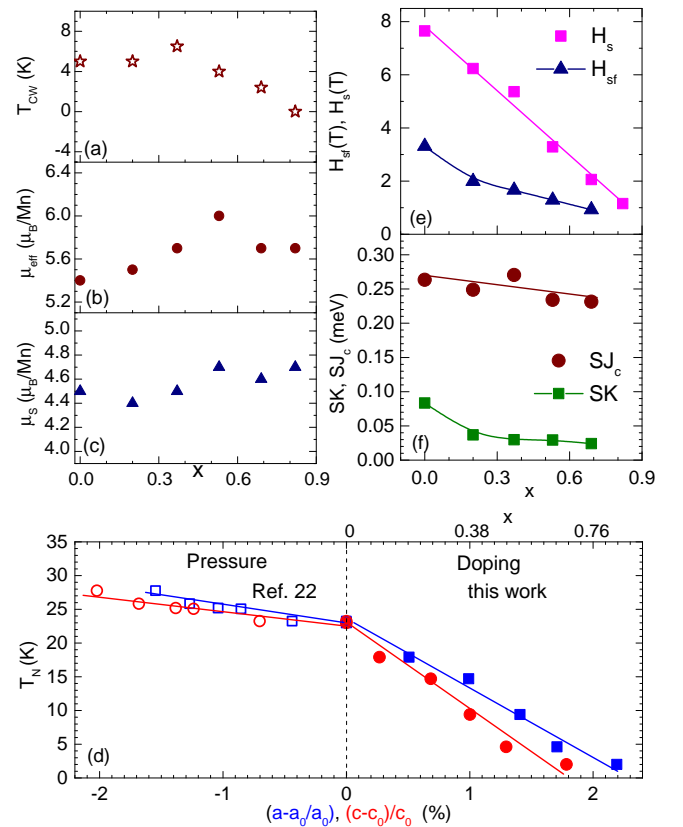 8
4
0
-4
T_CW (K)
(a)
6.0
5.6
5.2
μ_eff (μ_B/Mn)
(b)
5.0
4.8
4.6
4.4
4.2
4.0
μ_S (μ_B/Mn)
(c)
0.0 0.3 0.6 0.9
x
8
6
4
2
0
H_sf(T), H_s(T)
H_s
H_sf
(e)
0.30
0.25
0.20
0.15
0.10
0.05
0.00
SK, SJ_c (meV)
SJ_c
SK
(f)
0.0 0.3 0.6 0.9
x
x
0 0.38 0.76
35
30
25
20
15
10
5
0
T_N(K)
Pressure
Doping
Ref. 22
this work
(d)
-2 -1 0 1 2
(a-a_0/a_0), (c-c_0)/c_0 (%)